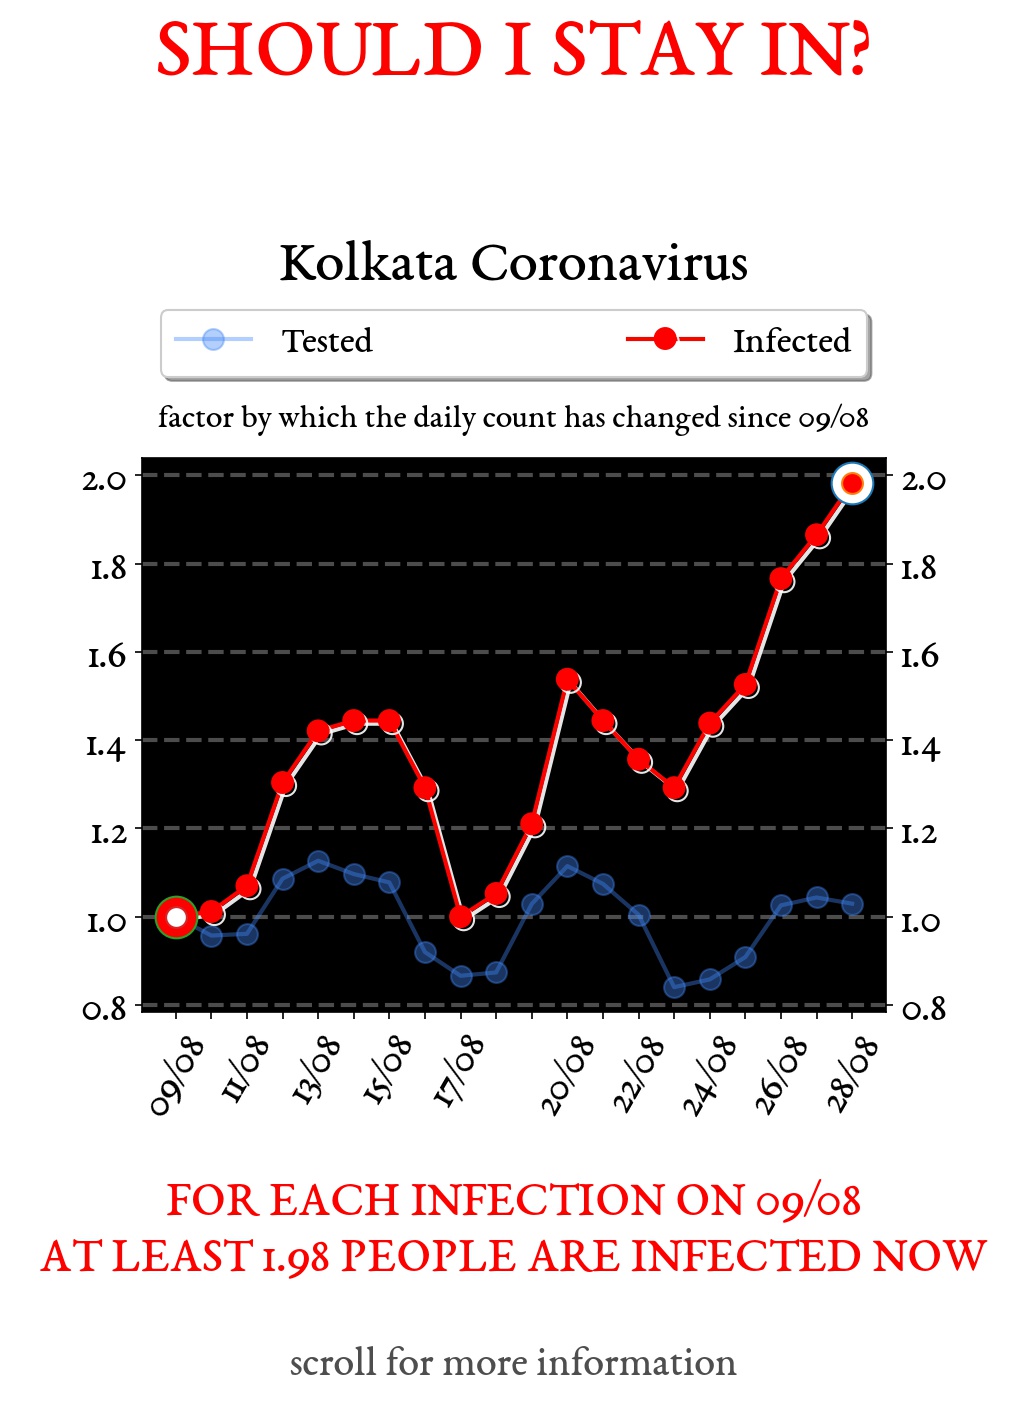 SHOULD I STAY IN?
Kolkata Coronavirus
Tested Infected
factor by which the daily count has changed since 09/08
2.0 2.0
1.8 1.8
1.6 1.6
1.4 1.4
1.2 1.2
1.0 1.0
0.8 0.8
09/08 11/08 13/08 15/08 17/08 20/08 22/08 24/08 26/08 28/08
FOR EACH INFECTION ON 09/08
AT LEAST 1.98 PEOPLE ARE INFECTED NOW
scroll for more information